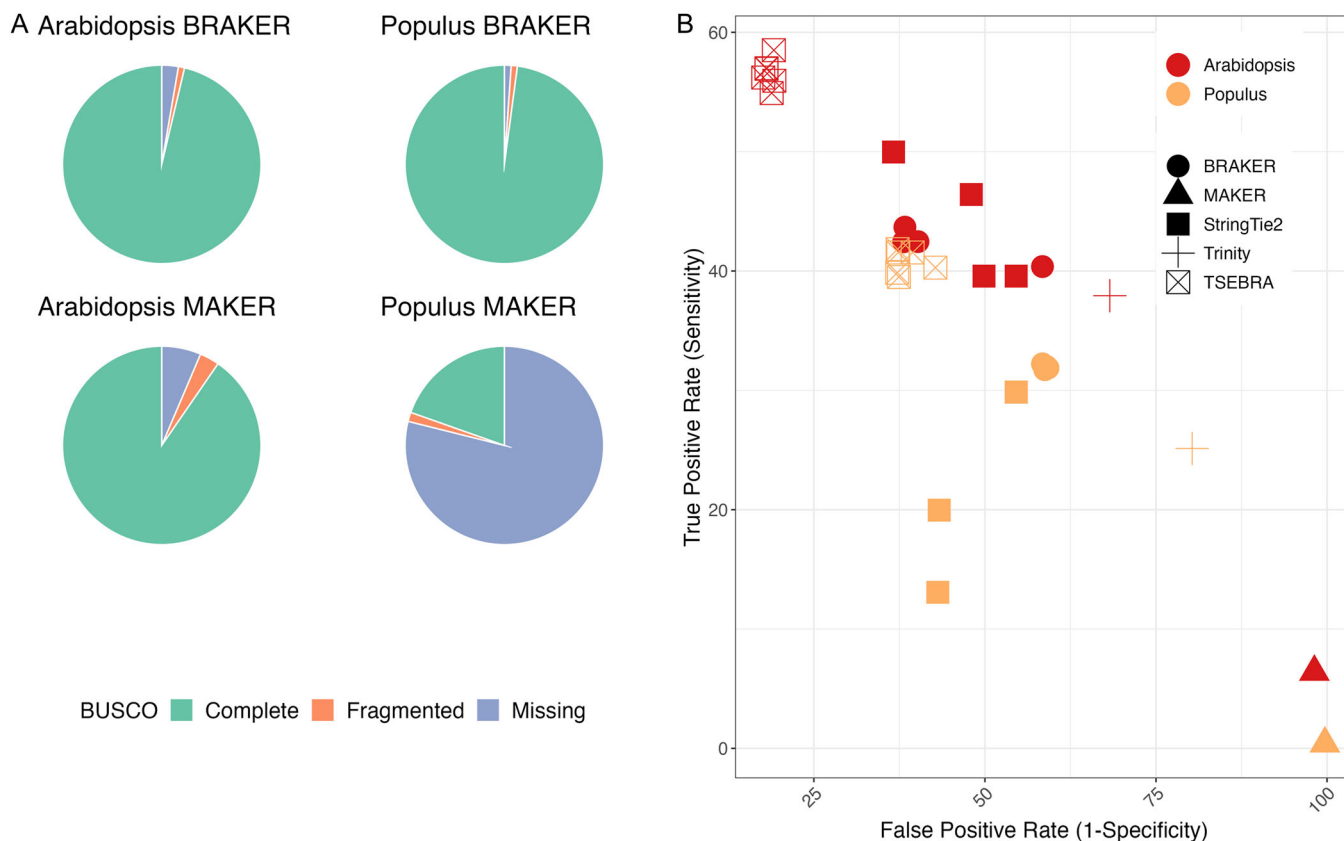 A
Arabidopsis BRAKER
Populus BRAKER
Arabidopsis MAKER
Populus MAKER
BUSCO Complete Fragmented Missing
B
60
40
20
0
True Positive Rate (Sensitivity)
25
50
75
100
False Positive Rate (1-Specificity)
Arabidopsis
Populus
BRAKER
MAKER
StringTie2
Trinity
TSEBRA